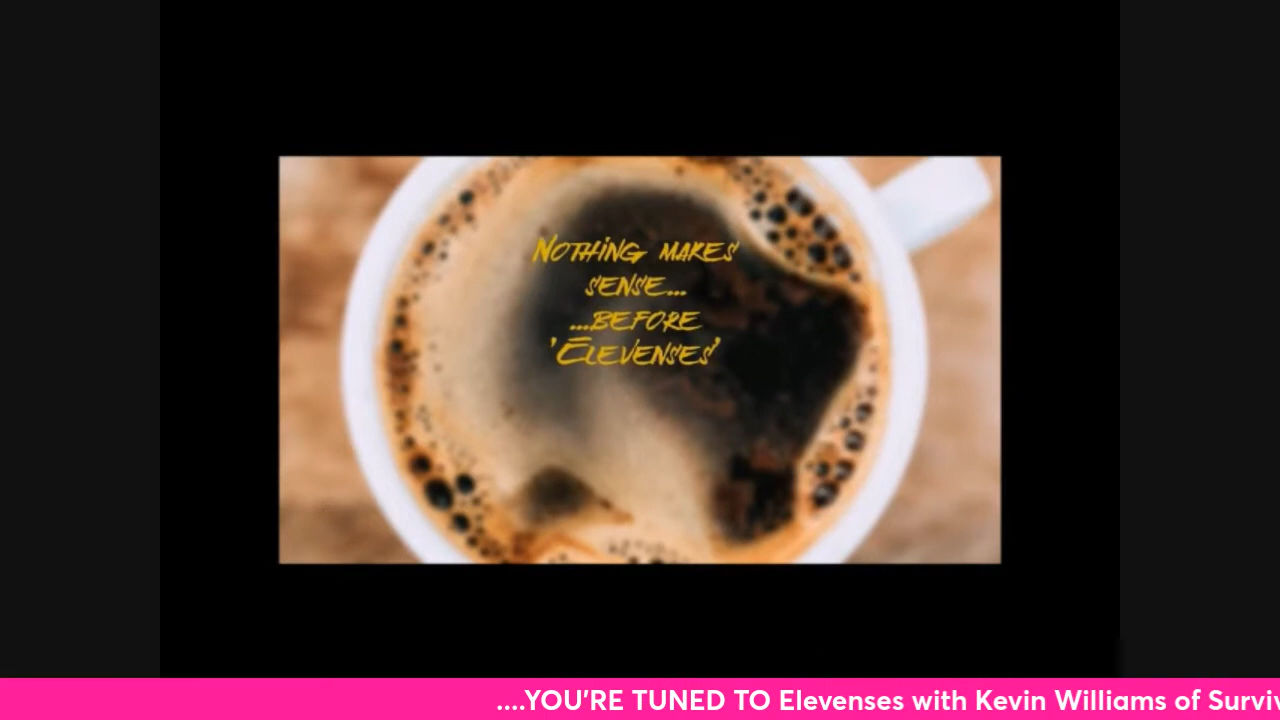 Nothing makes
sense...
...before
'Elevenses'
....YOU'RE TUNED TO Elevenses with Kevin Williams of